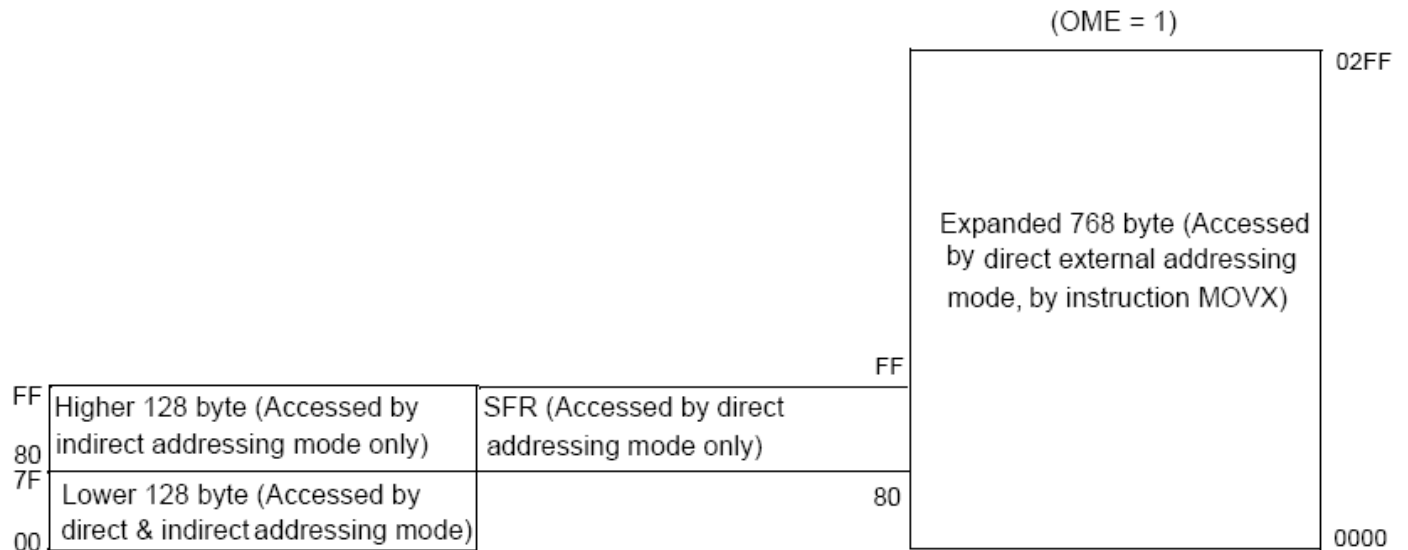 (OME = 1)
02FF
Expanded 768 byte (Accessed
by direct external addressing
mode, by instruction MOVX)
FF
FF
Higher 128 byte (Accessed by
indirect addressing mode only)
SFR (Accessed by direct
addressing mode only)
80
7F
Lower 128 byte (Accessed by
direct & indirect addressing mode)
80
00
0000